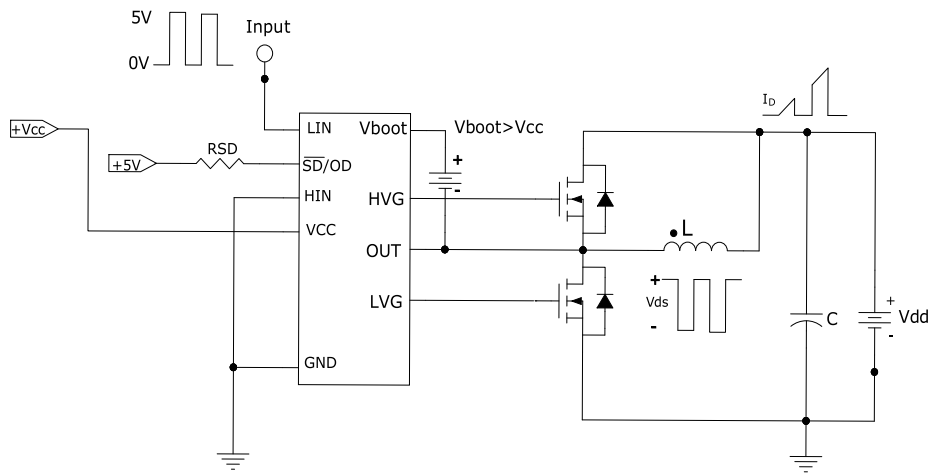 5V
0V
Input
+Vcc
+5V
RSD
LIN
SD/OD
HIN
VCC
GND
Vboot
HVG
OUT
LVG
Vboot>Vcc
+
-
L
+
Vds
-
ID
C
+
-
Vdd